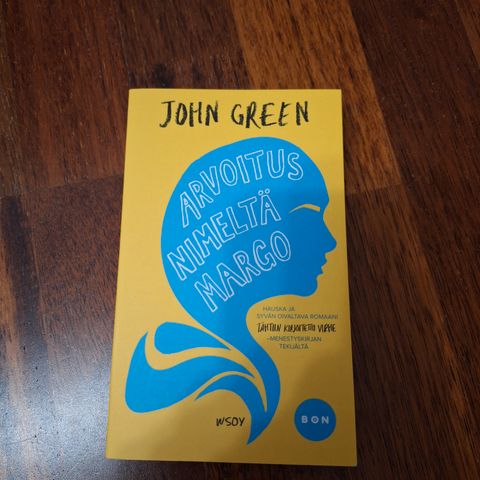 JOHN GREEN
ARVOITUS
NIMELTÄ
MARGO
HAUSKA JA
SYVÄN OIVALTAVA ROMAANI
TÄHTIIN KIRJOITETTU VIRHE
–MENESTYSKIRJAN
TEKIJÄLTÄ
WSOY
BON